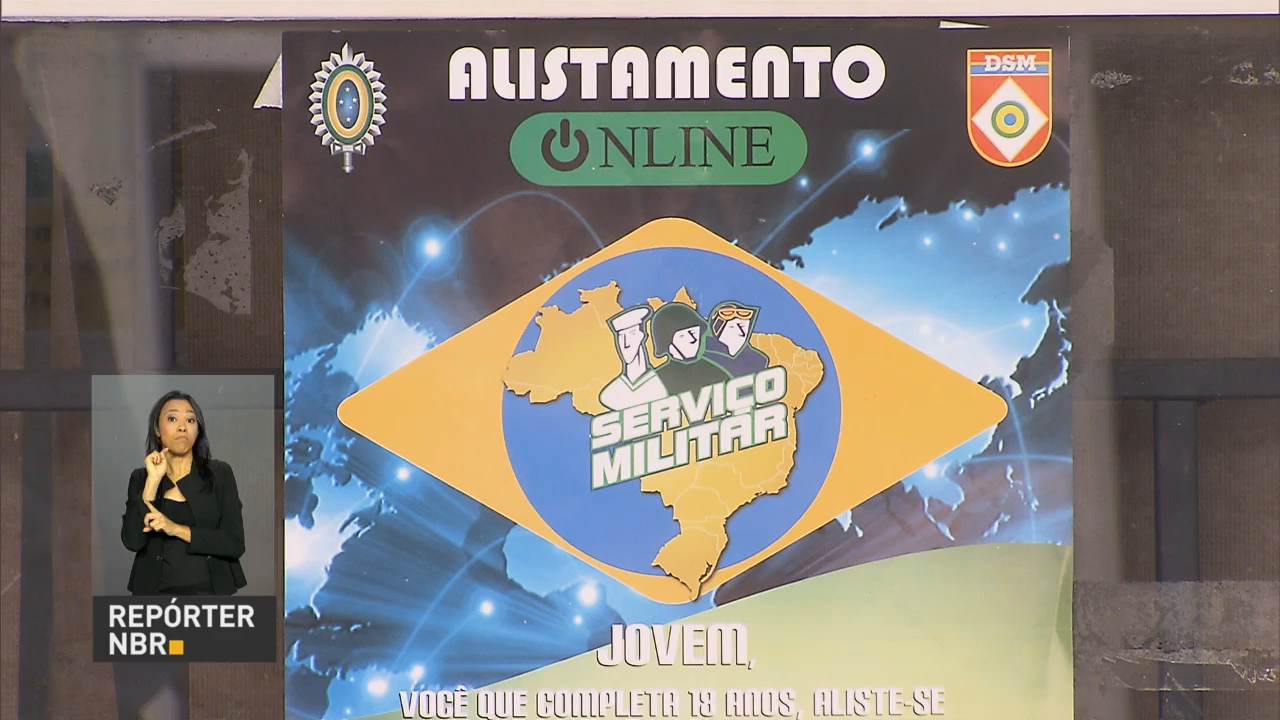 ALISTAMENTO
DSM
ONLINE
SERVIÇO
MILITAR
REPÓRTER
NBR
JOVEM,
VOCÊ QUE COMPLETA 18 ANOS, ALISTE-SE